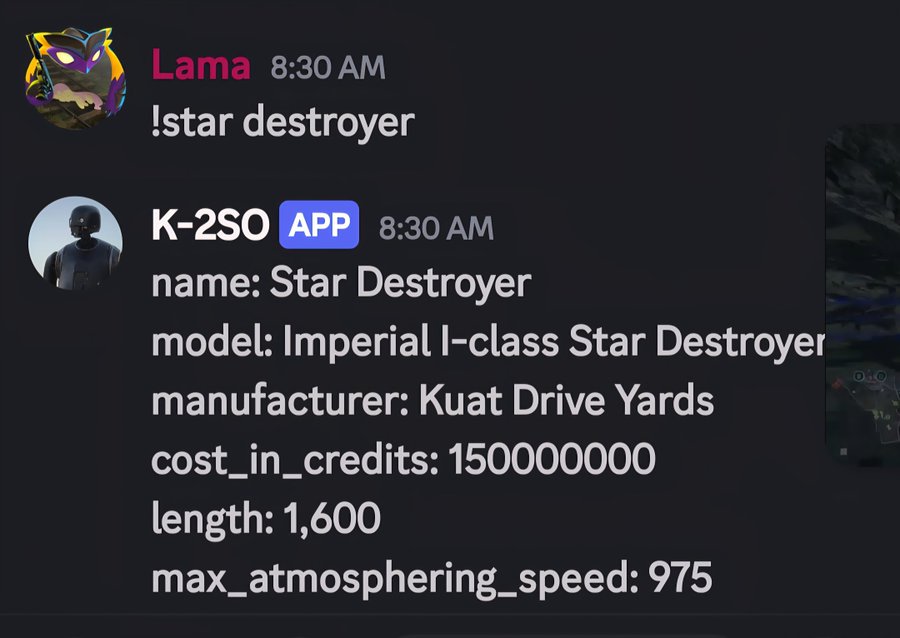 Lama 8:30 AM
!star destroyer
K-2SO APP 8:30 AM
name: Star Destroyer
model: Imperial I-class Star Destroyer
manufacturer: Kuat Drive Yards
cost_in_credits: 150000000
length: 1,600
max_atmosphering_speed: 975